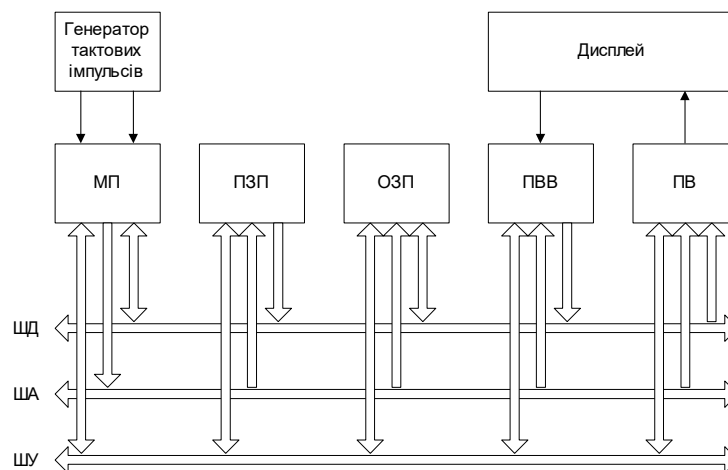 Генератор
тактових
імпульсів
Дисплей
МП
ПЗП
ОЗП
ПВВ
ПВ
ШД
ША
ШУ